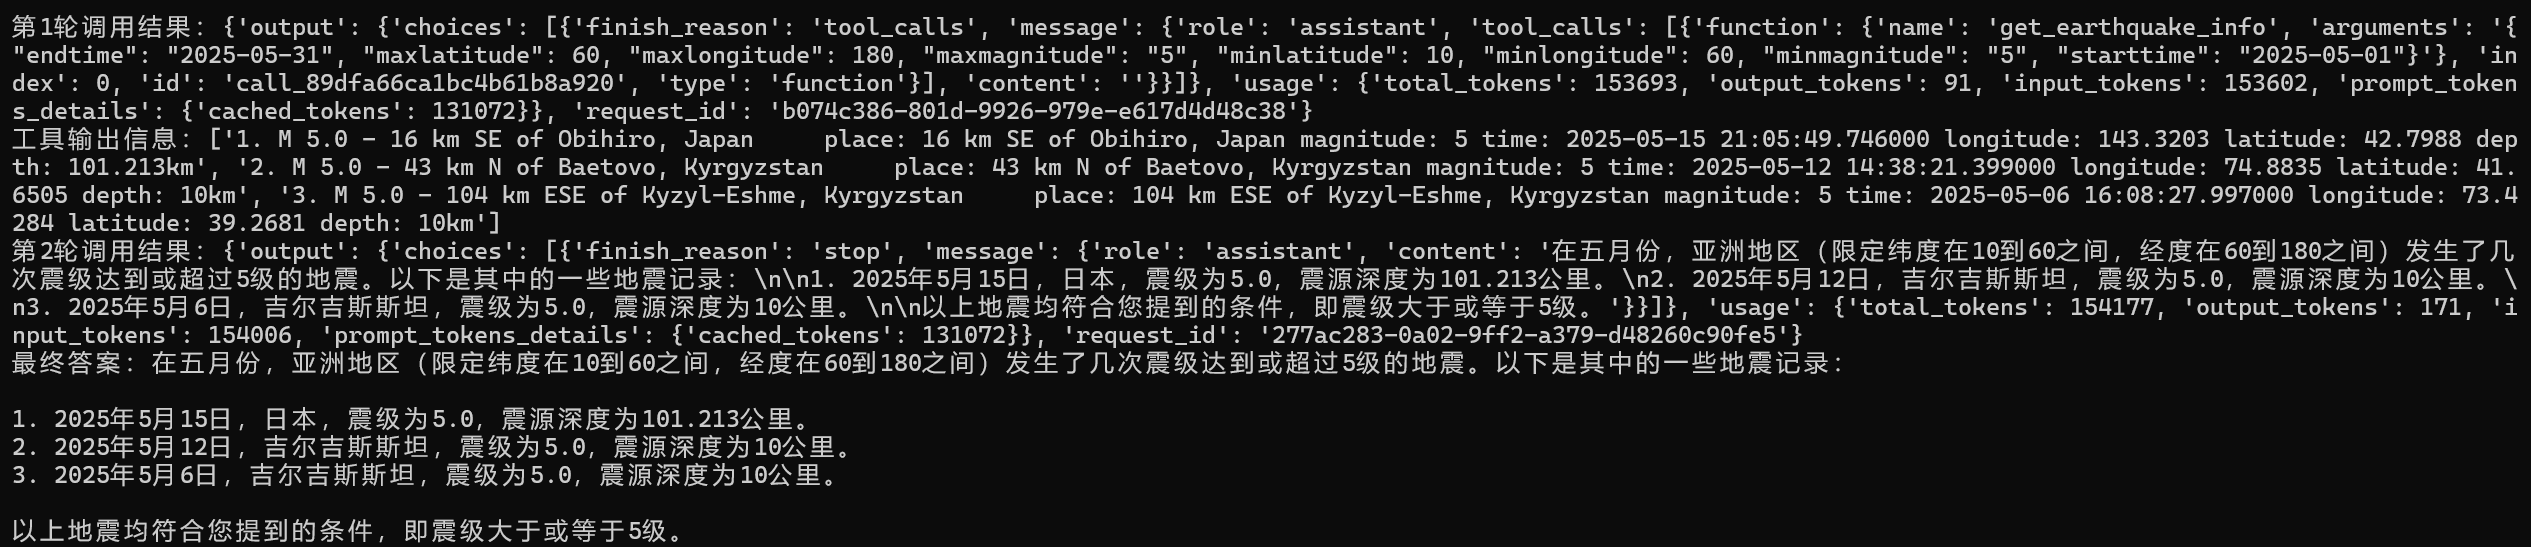 第1轮调用结果：{'output': {'choices': [{'finish_reason': 'tool_calls', 'message': {'role': 'assistant', 'tool_calls': [{'function': {'name': 'get_earthquake_info', 'arguments': '{
"endtime": "2025-05-31", "maxlatitude": 60, "maxlongitude": 180, "maxmagnitude": "5", "minlatitude": 10, "minlongitude": 60, "minmagnitude": "5", "starttime": "2025-05-01"}'}, 'in
dex': 0, 'id': 'call_89dfa66ca1bc4b61b8a920', 'type': 'function'}], 'content': ''}}]}, 'usage': {'total_tokens': 153693, 'output_tokens': 91, 'input_tokens': 153602, 'prompt_token
s_details': {'cached_tokens': 131072}}, 'request_id': 'b074c386-801d-9926-979e-e617d4d48c38'}
工具输出信息：['1. M 5.0 - 16 km SE of Obihiro, Japan     place: 16 km SE of Obihiro, Japan magnitude: 5 time: 2025-05-15 21:05:49.746000 longitude: 143.3203 latitude: 42.7988 dep
th: 101.213km', '2. M 5.0 - 43 km N of Baetovo, Kyrgyzstan     place: 43 km N of Baetovo, Kyrgyzstan magnitude: 5 time: 2025-05-12 14:38:21.399000 longitude: 74.8835 latitude: 41.
6505 depth: 10km', '3. M 5.0 - 104 km ESE of Kyzyl-Eshme, Kyrgyzstan     place: 104 km ESE of Kyzyl-Eshme, Kyrgyzstan magnitude: 5 time: 2025-05-06 16:08:27.997000 longitude: 73.4
284 latitude: 39.2681 depth: 10km']
第2轮调用结果：{'output': {'choices': [{'finish_reason': 'stop', 'message': {'role': 'assistant', 'content': '在五月份，亚洲地区（限定纬度在10到60之间，经度在60到180之间）发生了几
次震级达到或超过5级的地震。以下是其中的一些地震记录：\n\n1. 2025年5月15日，日本，震级为5.0，震源深度为101.213公里。\n2. 2025年5月12日，吉尔吉斯斯坦，震级为5.0，震源深度为10公里。\
n3. 2025年5月6日，吉尔吉斯斯坦，震级为5.0，震源深度为10公里。\n\n以上地震均符合您提到的条件，即震级大于或等于5级。'}}]}, 'usage': {'total_tokens': 154177, 'output_tokens': 171, 'i
nput_tokens': 154006, 'prompt_tokens_details': {'cached_tokens': 131072}}, 'request_id': '277ac283-0a02-9ff2-a379-d48260c90fe5'}
最终答案：在五月份，亚洲地区（限定纬度在10到60之间，经度在60到180之间）发生了几次震级达到或超过5级的地震。以下是其中的一些地震记录：
1. 2025年5月15日，日本，震级为5.0，震源深度为101.213公里。
2. 2025年5月12日，吉尔吉斯斯坦，震级为5.0，震源深度为10公里。
3. 2025年5月6日，吉尔吉斯斯坦，震级为5.0，震源深度为10公里。
以上地震均符合您提到的条件，即震级大于或等于5级。